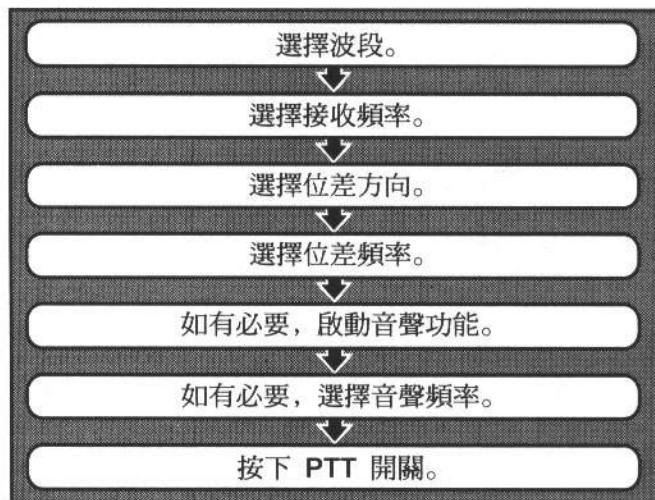 選擇波段。
選擇接收頻率。
選擇位差方向。
選擇位差頻率。
如有必要，啟動音聲功能。
如有必要，選擇音聲頻率。
按下 PTT 開關。